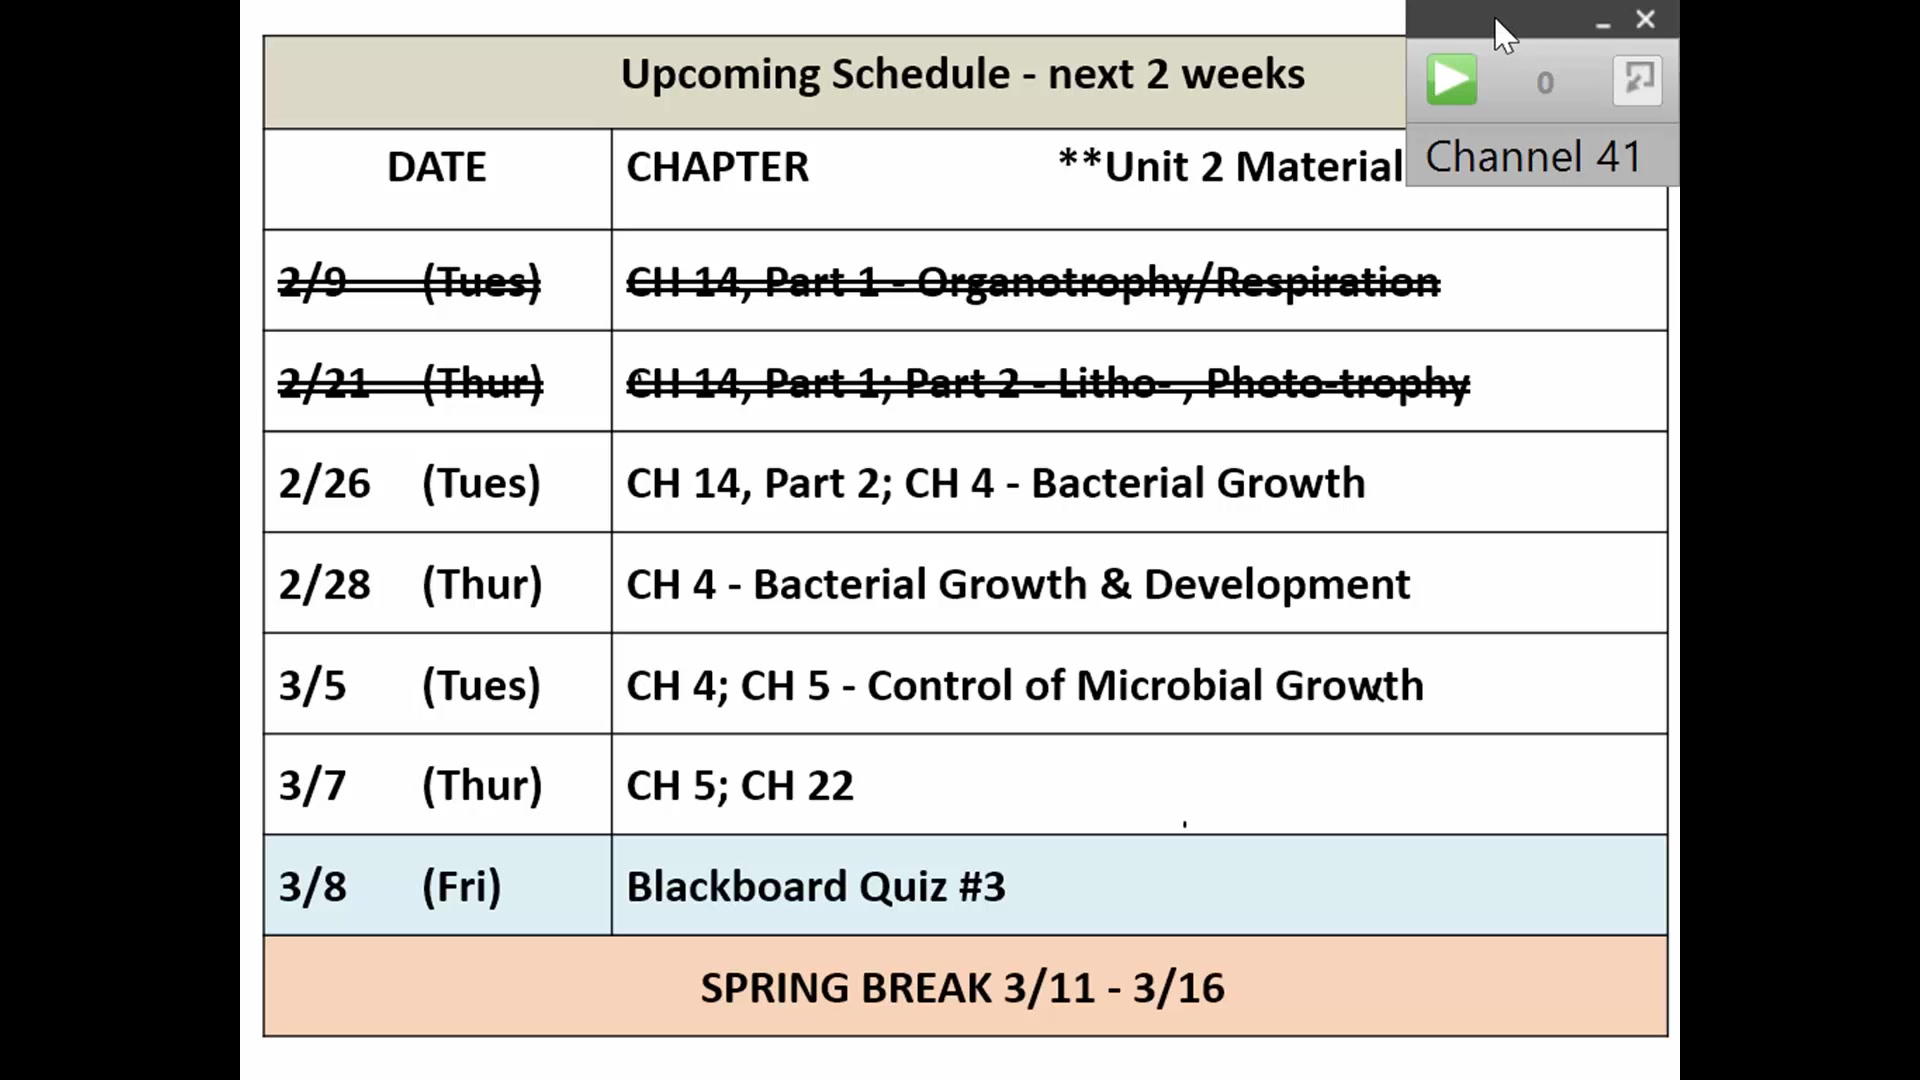 Upcoming Schedule - next 2 weeks
0
Channel 41
DATE CHAPTER **Unit 2 Material
2/9 (Tues) CH 14, Part 1 - Organotrophy/Respiration
2/21 (Thur) CH 14, Part 1; Part 2 - Litho- , Photo-trophy
2/26 (Tues) CH 14, Part 2; CH 4 - Bacterial Growth
2/28 (Thur) CH 4 - Bacterial Growth & Development
3/5 (Tues) CH 4; CH 5 - Control of Microbial Growth
3/7 (Thur) CH 5; CH 22
3/8 (Fri) Blackboard Quiz #3
SPRING BREAK 3/11 - 3/16